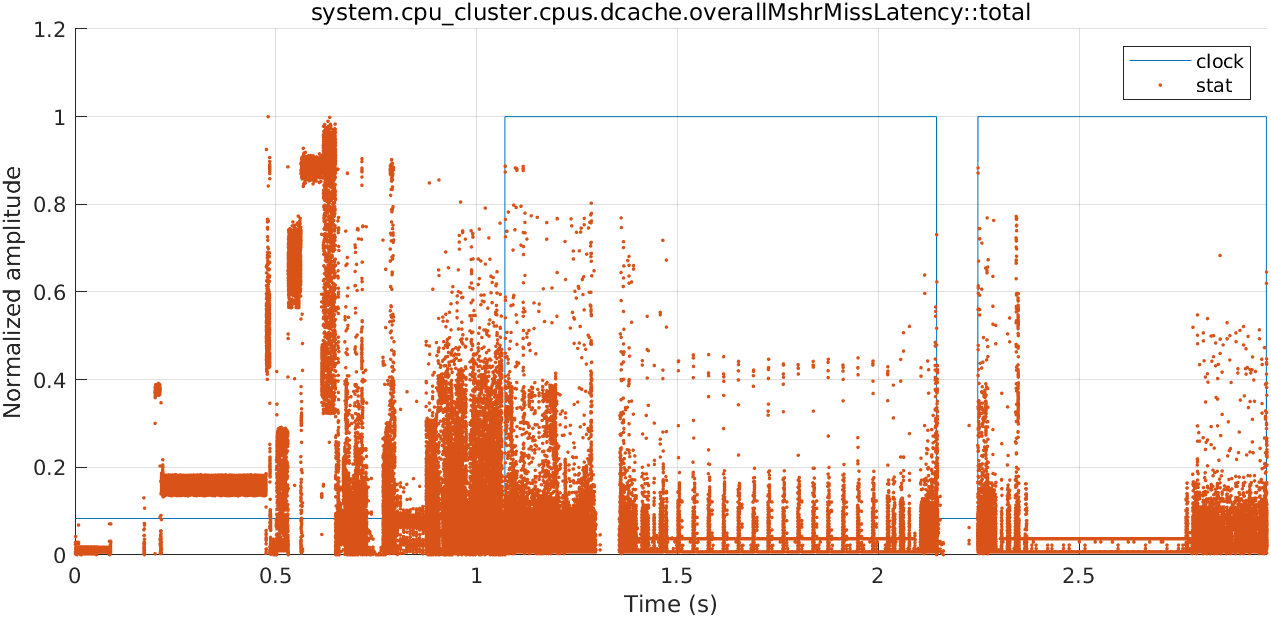 system.cpu_cluster.cpus.dcache.overallMshrMissLatency::total
Normalized amplitude
1.2
1
0.8
0.6
0.4
0.2
0
clock
stat
0 0.5 1 1.5 2 2.5
Time (s)